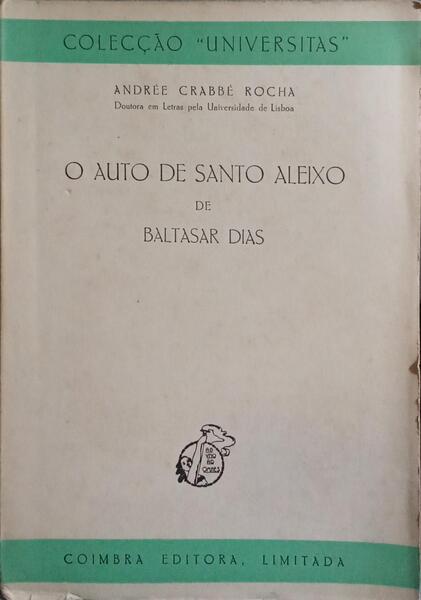 COLECÇÃO "UNIVERSITAS"
ANDRÉE CRABBÉ ROCHA
Doutora em Letras pela Universidade de Lisboa
O AUTO DE SANTO ALEIXO
DE
BALTASAR DIAS
COIMBRA EDITORA, LIMITADA